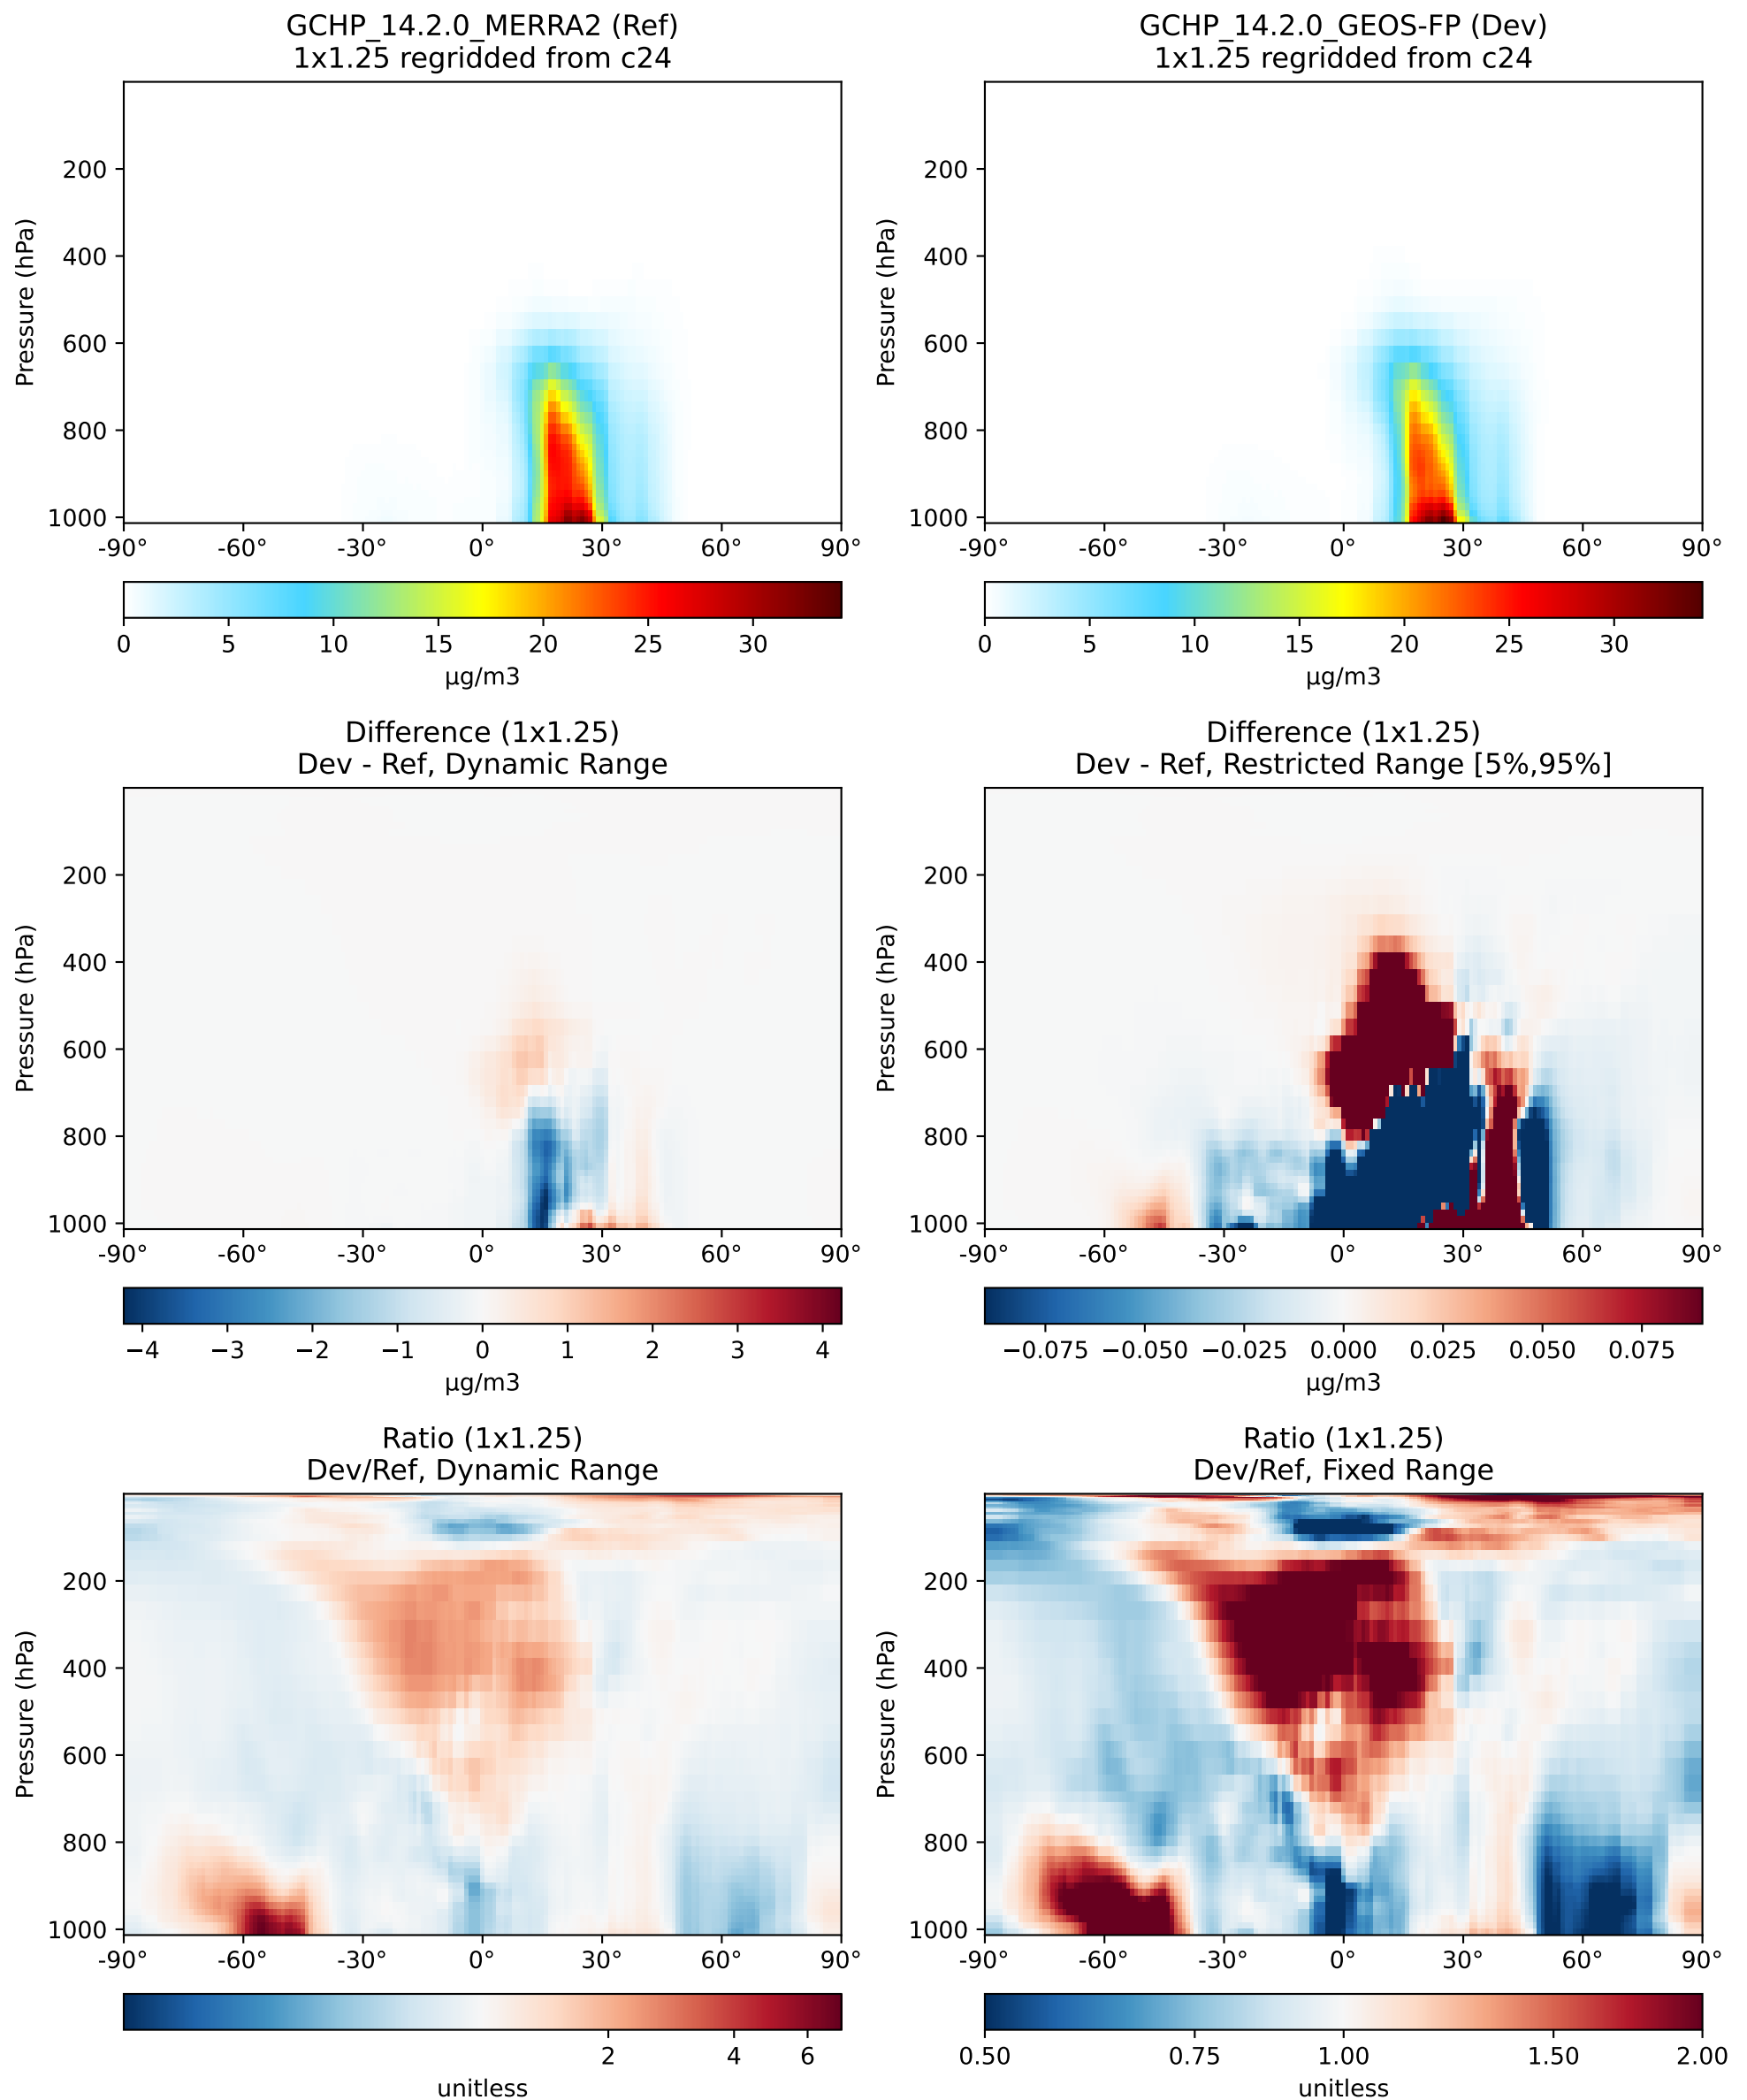 GCHP_14.2.0_MERRA2 (Ref)
1x1.25 regridded from c24
Pressure (hPa)
200
400
600
800
1000
-90° -60° -30° 0° 30° 60° 90°
0 5 10 15 20 25 30
µg/m3
GCHP_14.2.0_GEOS-FP (Dev)
1x1.25 regridded from c24
Pressure (hPa)
200
400
600
800
1000
-90° -60° -30° 0° 30° 60° 90°
0 5 10 15 20 25 30
µg/m3
Difference (1x1.25)
Dev - Ref, Dynamic Range
Pressure (hPa)
200
400
600
800
1000
-90° -60° -30° 0° 30° 60° 90°
−4 −3 −2 −1 0 1 2 3 4
µg/m3
Difference (1x1.25)
Dev - Ref, Restricted Range [5%,95%]
Pressure (hPa)
200
400
600
800
1000
-90° -60° -30° 0° 30° 60° 90°
−0.075 −0.050 −0.025 0.000 0.025 0.050 0.075
µg/m3
Ratio (1x1.25)
Dev/Ref, Dynamic Range
Pressure (hPa)
200
400
600
800
1000
-90° -60° -30° 0° 30° 60° 90°
2 4 6
unitless
Ratio (1x1.25)
Dev/Ref, Fixed Range
Pressure (hPa)
200
400
600
800
1000
-90° -60° -30° 0° 30° 60° 90°
0.50 0.75 1.00 1.50 2.00
unitless